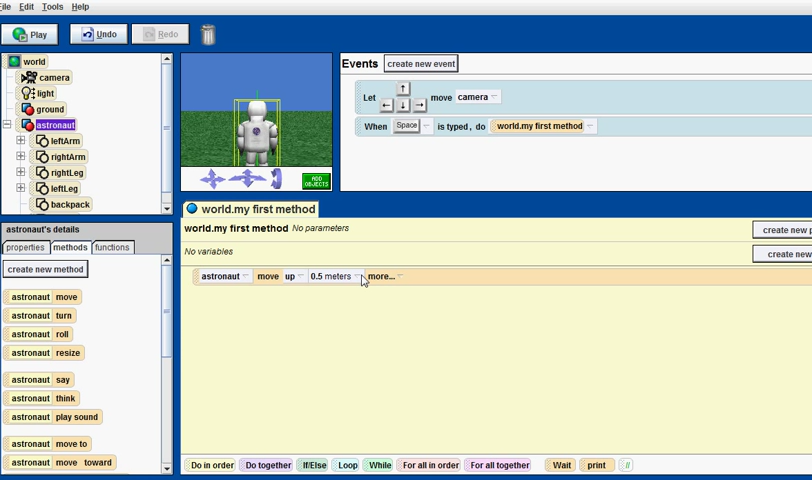 File Edit Tools Help
Play Undo Redo
world
camera
light
ground
astronaut
leftArm
rightArm
rightLeg
leftLeg
backpack
ADD OBJECTS
Events create new event
Let move camera
When Space is typed, do world.my first method
astronaut's details
properties methods functions
create new method
astronaut move
astronaut turn
astronaut roll
astronaut resize
astronaut say
astronaut think
astronaut play sound
astronaut move to
astronaut move toward
world.my first method
world.my first method No parameters
create new p
No variables
create new
astronaut move up 0.5 meters more...
Do in order Do together If/Else Loop While For all in order For all together Wait print //